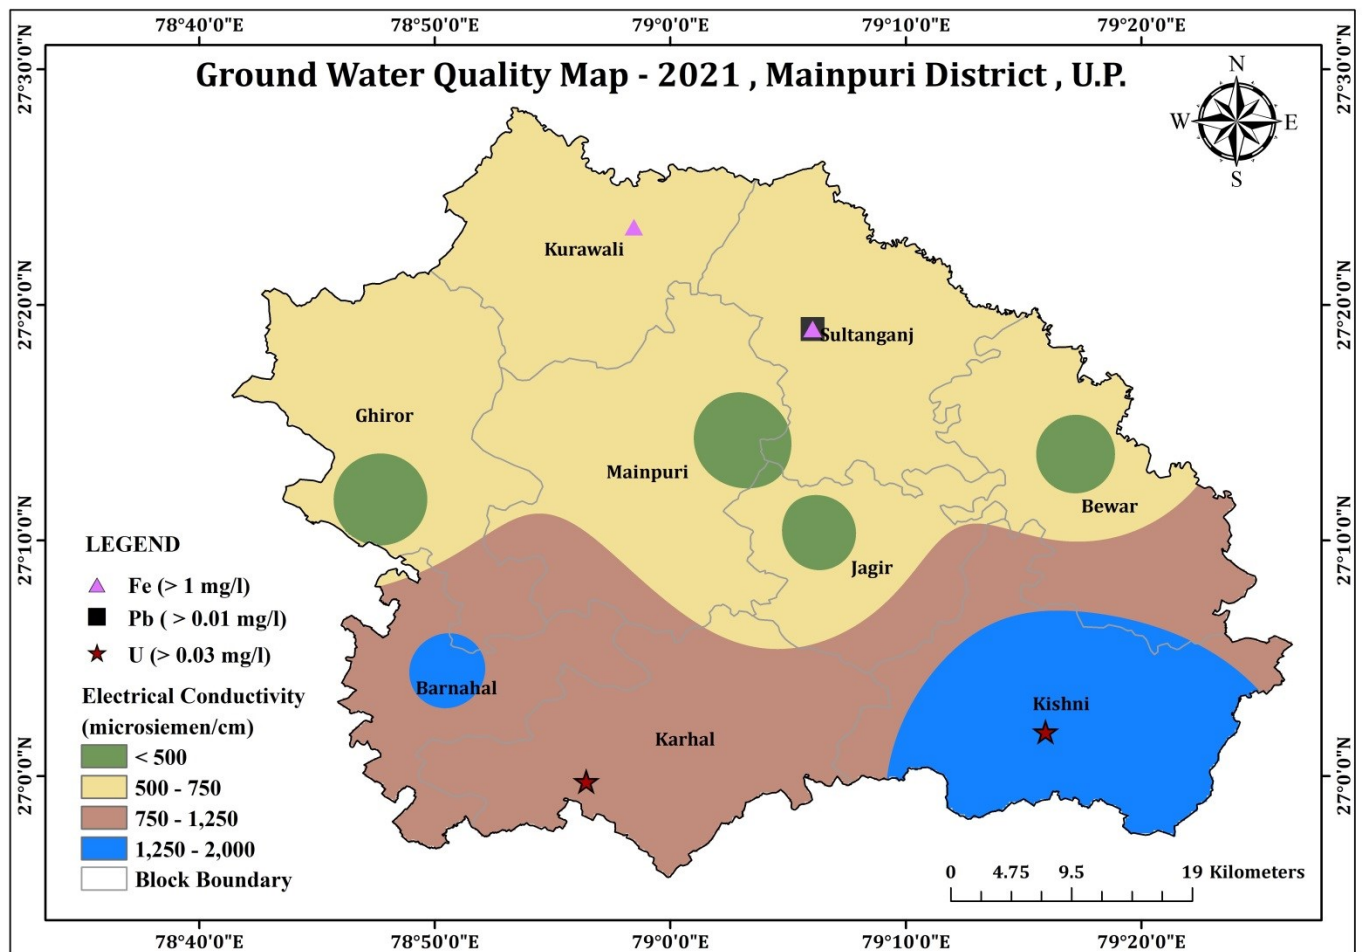 78°40'0"E 78°50'0"E 79°0'0"E 79°10'0"E 79°20'0"E
27°30'0"N 27°30'0"N
Ground Water Quality Map - 2021 , Mainpuri District , U.P.
N
W E
S
Kurawali
27°20'0"N 27°20'0"N
Sultanganj
Ghiror
Mainpuri
Bewar
27°10'0"N 27°10'0"N
Jagir
Barnahal
Kishni
Karhal
27°0'0"N 27°0'0"N
LEGEND
Fe (> 1 mg/l)
Pb ( > 0.01 mg/l)
U (> 0.03 mg/l)
Electrical Conductivity
(microsiemen/cm)
< 500
500 - 750
750 - 1,250
1,250 - 2,000
Block Boundary
0 4.75 9.5 19 Kilometers
78°40'0"E 78°50'0"E 79°0'0"E 79°10'0"E 79°20'0"E